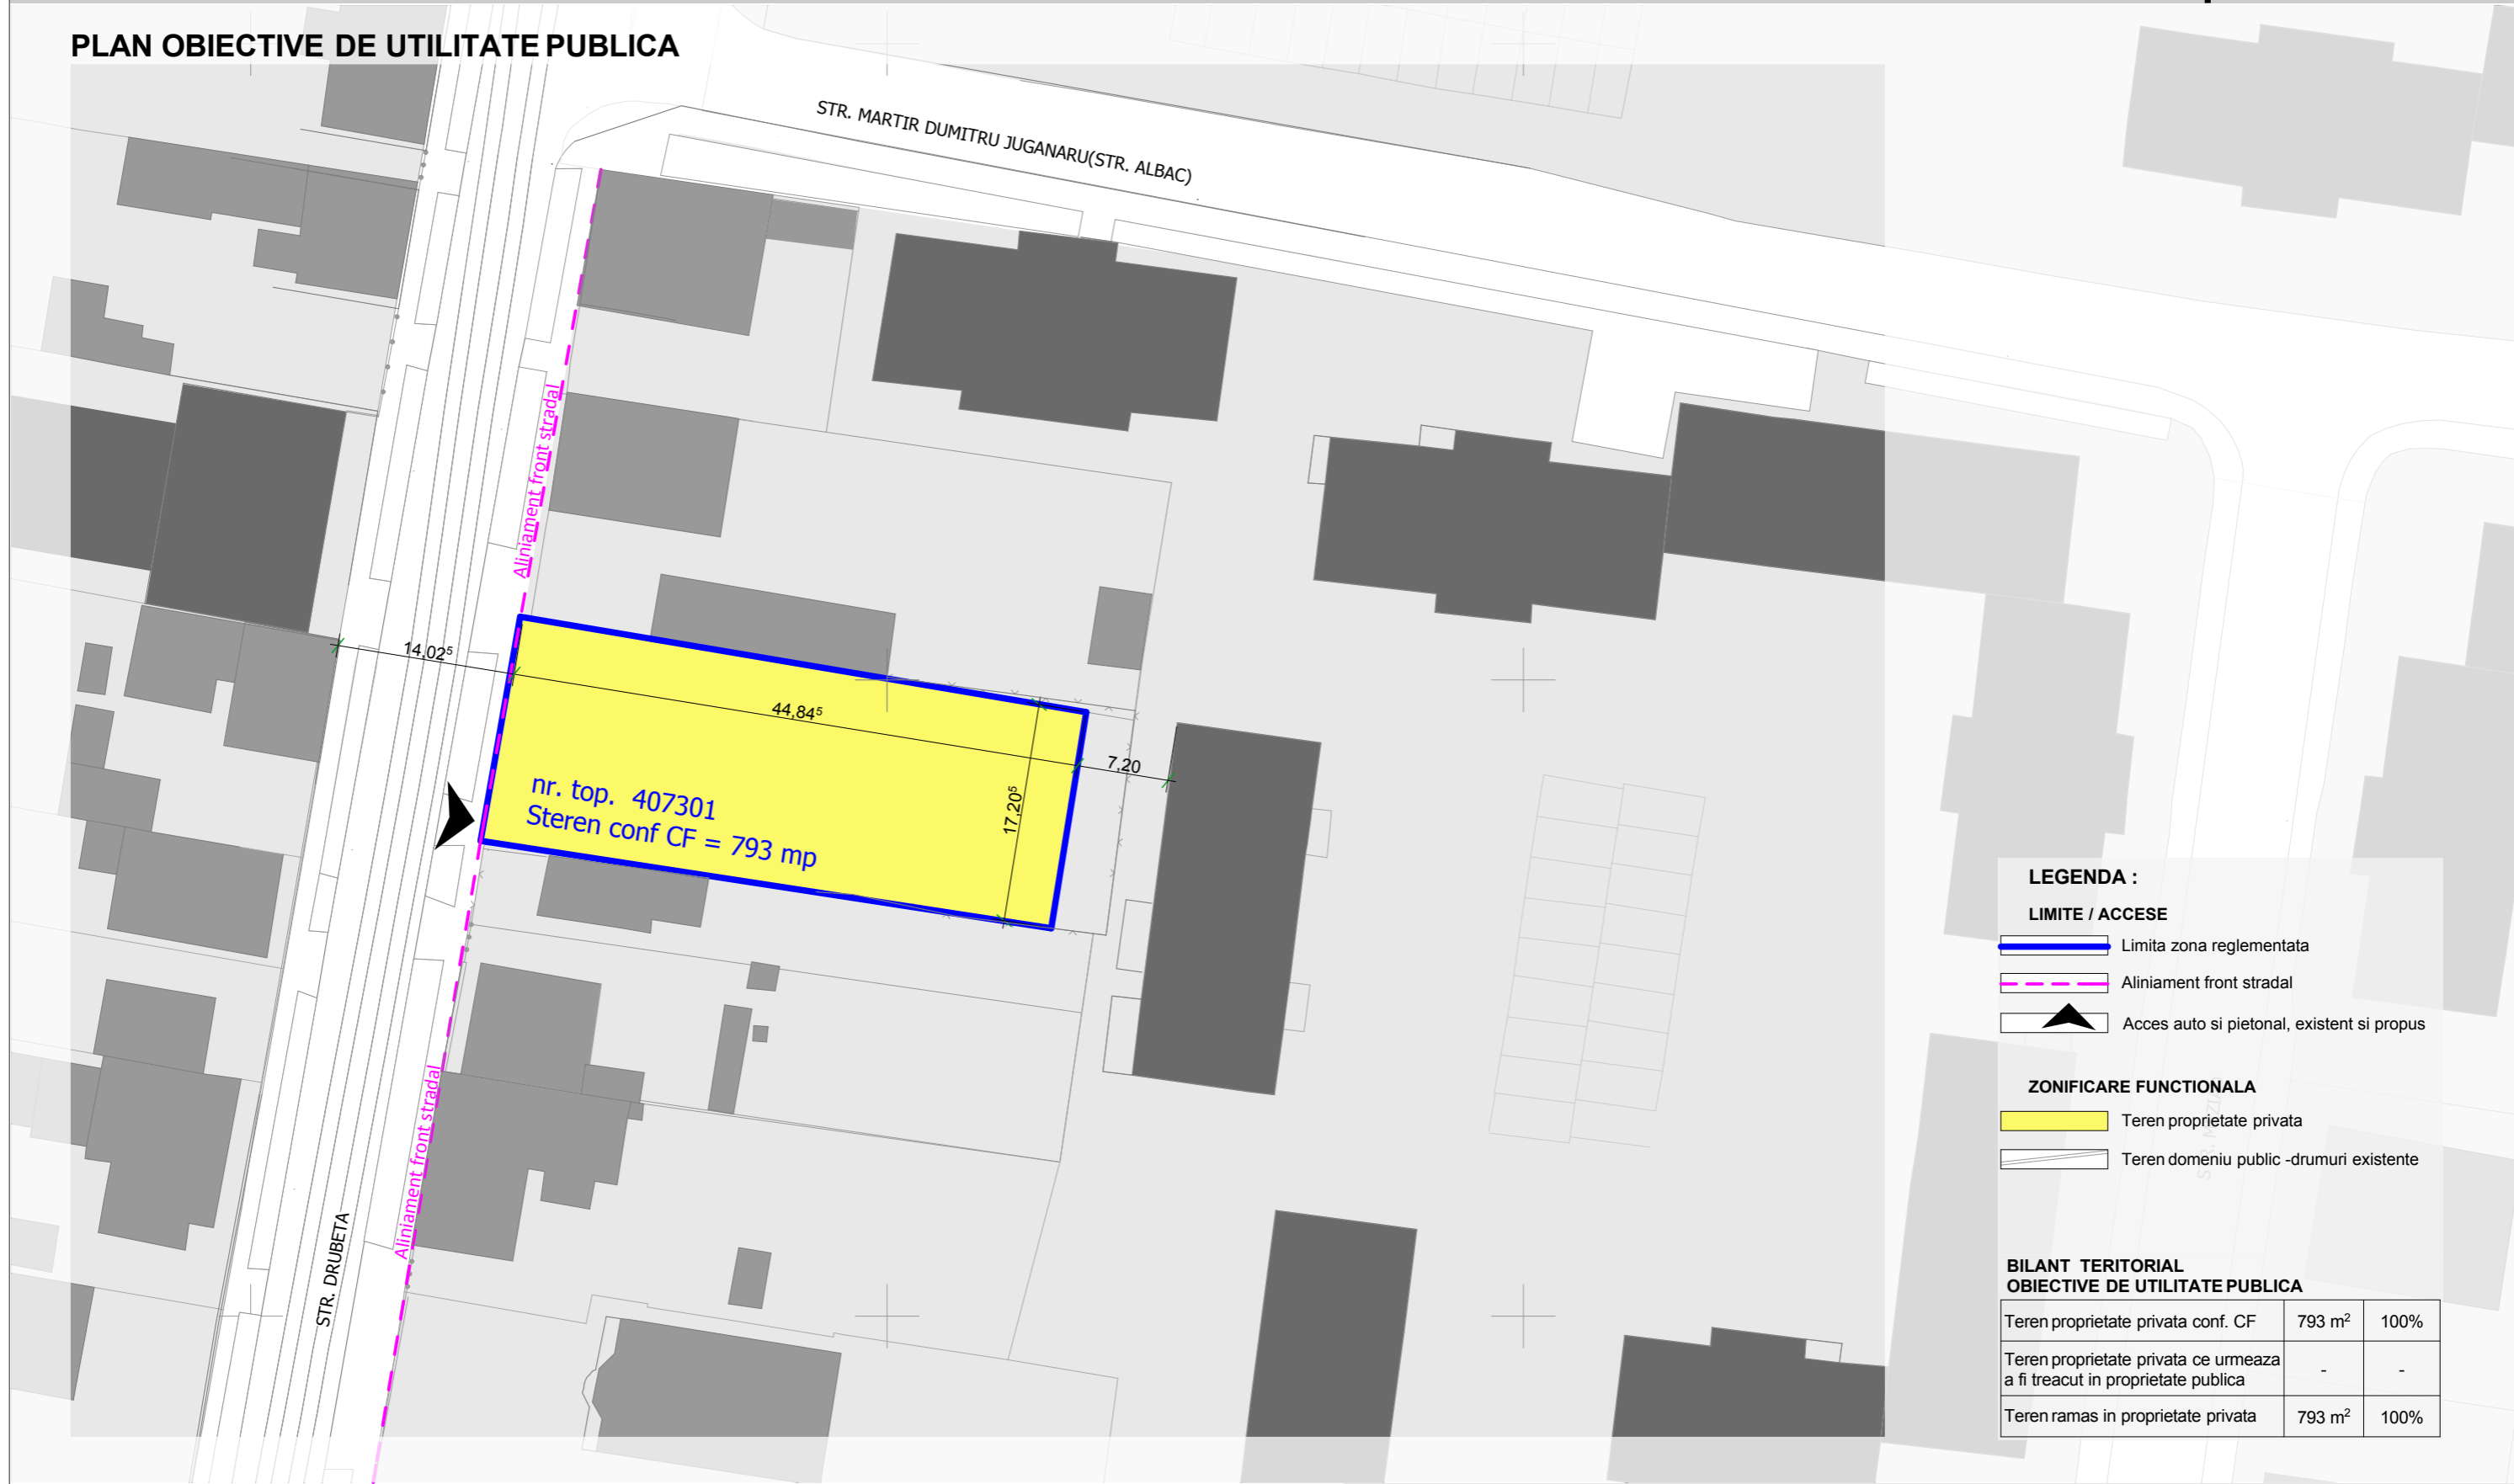 PLAN OBIECTIVE DE UTILITATE PUBLICA
STR. MARTIR DUMITRU JUGANARU(STR. ALBAC)
Aliniament front stradal
14,02⁵
44,84⁵
7,20
17,20⁵
nr. top. 407301
Steren conf CF = 793 mp
Aliniament front stradal
STR. DRUBETA
LEGENDA :
LIMITE / ACCESE
Limita zona reglementata
Aliniament front stradal
Acces auto si pietonal, existent si propus
ZONIFICARE FUNCTIONALA
Teren proprietate privata
Teren domeniu public -drumuri existente
BILANT TERITORIAL
OBIECTIVE DE UTILITATE PUBLICA
Teren proprietate privata conf. CF 793 m² 100%
Teren proprietate privata ce urmeaza
a fi treacut in proprietate publica - -
Teren ramas in proprietate privata 793 m² 100%